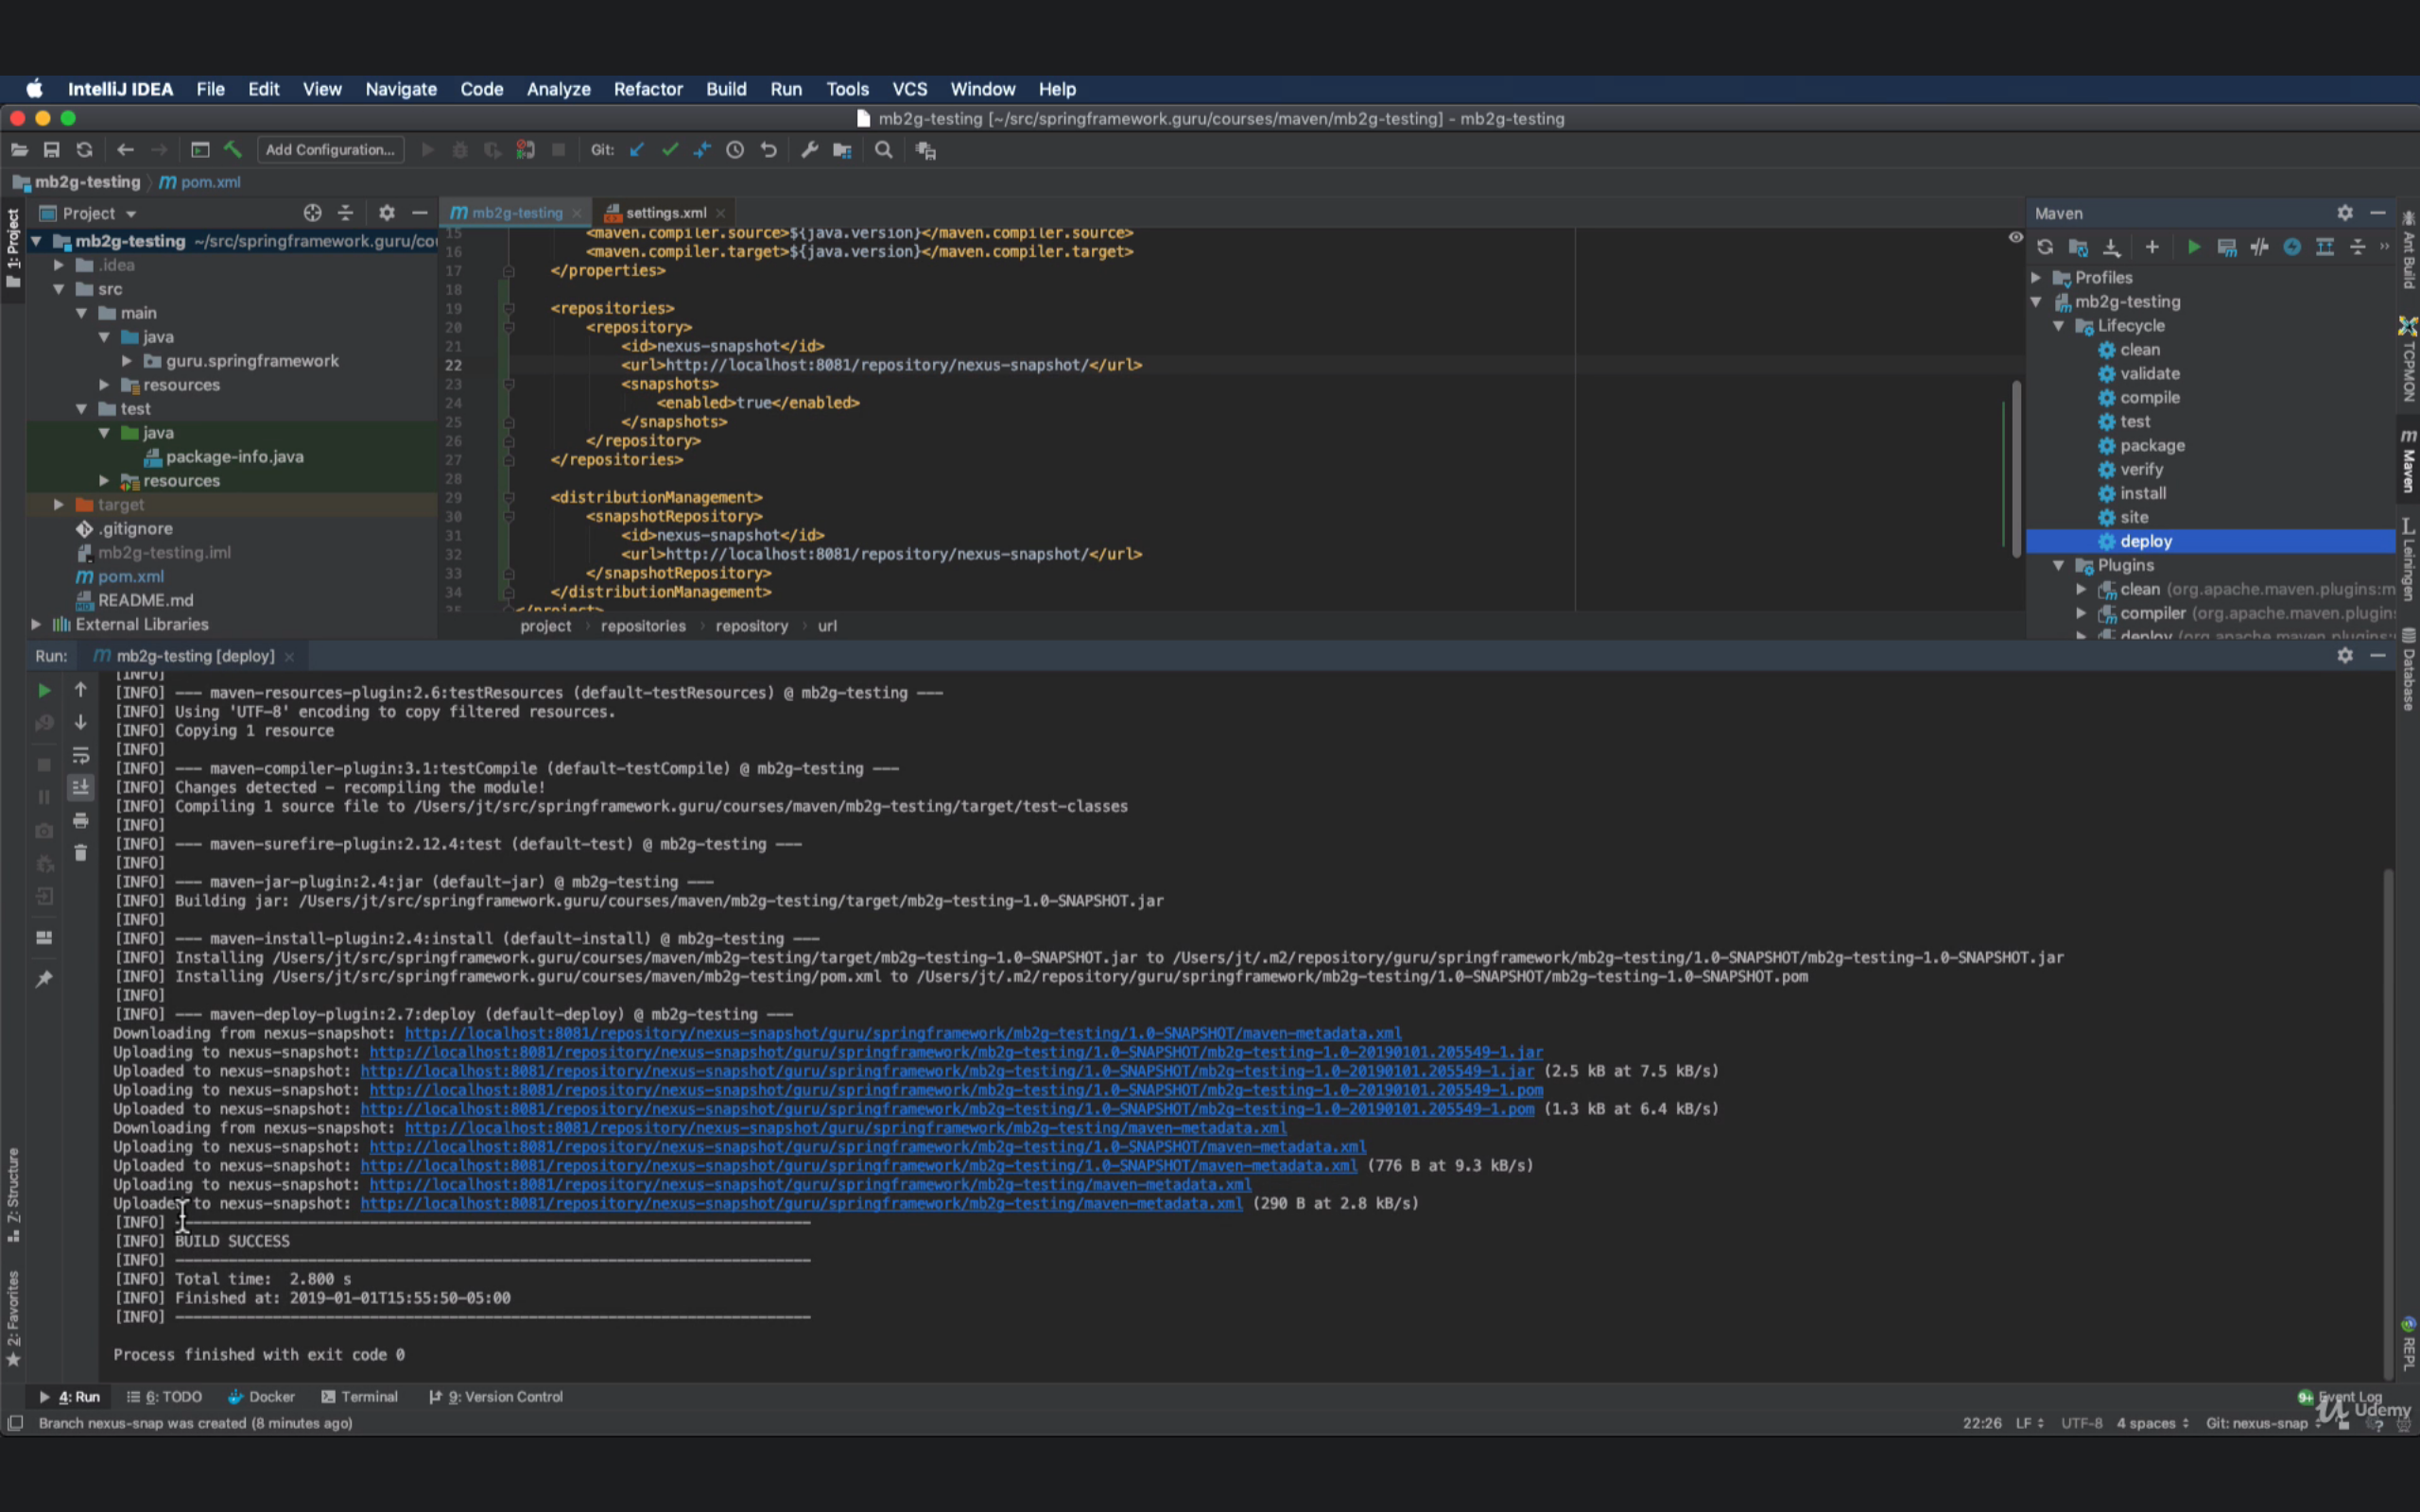 IntelliJ IDEA File Edit View Navigate Code Analyze Refactor Build Run Tools VCS Window Help
mb2g-testing [~/src/springframework.guru/courses/maven/mb2g-testing] - mb2g-testing
Add Configuration... Git:
mb2g-testing pom.xml
1: Project
Project
mb2g-testing ~/src/springframework.guru/cou
.idea
src
main
java
guru.springframework
resources
test
java
package-info.java
resources
target
.gitignore
mb2g-testing.iml
pom.xml
README.md
External Libraries
mb2g-testing settings.xml
15 <maven.compiler.source>${java.version}</maven.compiler.source>
16 <maven.compiler.target>${java.version}</maven.compiler.target>
17 </properties>
18
19 <repositories>
20 <repository>
21 <id>nexus-snapshot</id>
22 <url>http://localhost:8081/repository/nexus-snapshot/</url>
23 <snapshots>
24 <enabled>true</enabled>
25 </snapshots>
26 </repository>
27 </repositories>
28
29 <distributionManagement>
30 <snapshotRepository>
31 <id>nexus-snapshot</id>
32 <url>http://localhost:8081/repository/nexus-snapshot/</url>
33 </snapshotRepository>
34 </distributionManagement>
35 </project>
project repositories repository url
Maven
Profiles
mb2g-testing
Lifecycle
clean
validate
compile
test
package
verify
install
site
deploy
Plugins
clean (org.apache.maven.plugins:m
compiler (org.apache.maven.plugins
deploy (org.apache.maven.plugins:
Ant Build
TCPMON
Maven
Leiningen
Database
Run: mb2g-testing [deploy]
[INFO]
[INFO] --- maven-resources-plugin:2.6:testResources (default-testResources) @ mb2g-testing ---
[INFO] Using 'UTF-8' encoding to copy filtered resources.
[INFO] Copying 1 resource
[INFO]
[INFO] --- maven-compiler-plugin:3.1:testCompile (default-testCompile) @ mb2g-testing ---
[INFO] Changes detected - recompiling the module!
[INFO] Compiling 1 source file to /Users/jt/src/springframework.guru/courses/maven/mb2g-testing/target/test-classes
[INFO]
[INFO] --- maven-surefire-plugin:2.12.4:test (default-test) @ mb2g-testing ---
[INFO]
[INFO] --- maven-jar-plugin:2.4:jar (default-jar) @ mb2g-testing ---
[INFO] Building jar: /Users/jt/src/springframework.guru/courses/maven/mb2g-testing/target/mb2g-testing-1.0-SNAPSHOT.jar
[INFO]
[INFO] --- maven-install-plugin:2.4:install (default-install) @ mb2g-testing ---
[INFO] Installing /Users/jt/src/springframework.guru/courses/maven/mb2g-testing/target/mb2g-testing-1.0-SNAPSHOT.jar to /Users/jt/.m2/repository/guru/springframework/mb2g-testing/1.0-SNAPSHOT/mb2g-testing-1.0-SNAPSHOT.jar
[INFO] Installing /Users/jt/src/springframework.guru/courses/maven/mb2g-testing/pom.xml to /Users/jt/.m2/repository/guru/springframework/mb2g-testing/1.0-SNAPSHOT/mb2g-testing-1.0-SNAPSHOT.pom
[INFO]
[INFO] --- maven-deploy-plugin:2.7:deploy (default-deploy) @ mb2g-testing ---
Downloading from nexus-snapshot: http://localhost:8081/repository/nexus-snapshot/guru/springframework/mb2g-testing/1.0-SNAPSHOT/maven-metadata.xml
Uploading to nexus-snapshot: http://localhost:8081/repository/nexus-snapshot/guru/springframework/mb2g-testing/1.0-SNAPSHOT/mb2g-testing-1.0-20190101.205549-1.jar
Uploaded to nexus-snapshot: http://localhost:8081/repository/nexus-snapshot/guru/springframework/mb2g-testing/1.0-SNAPSHOT/mb2g-testing-1.0-20190101.205549-1.jar (2.5 kB at 7.5 kB/s)
Uploading to nexus-snapshot: http://localhost:8081/repository/nexus-snapshot/guru/springframework/mb2g-testing/1.0-SNAPSHOT/mb2g-testing-1.0-20190101.205549-1.pom
Uploaded to nexus-snapshot: http://localhost:8081/repository/nexus-snapshot/guru/springframework/mb2g-testing/1.0-SNAPSHOT/mb2g-testing-1.0-20190101.205549-1.pom (1.3 kB at 6.4 kB/s)
Downloading from nexus-snapshot: http://localhost:8081/repository/nexus-snapshot/guru/springframework/mb2g-testing/maven-metadata.xml
Uploading to nexus-snapshot: http://localhost:8081/repository/nexus-snapshot/guru/springframework/mb2g-testing/1.0-SNAPSHOT/maven-metadata.xml
Uploaded to nexus-snapshot: http://localhost:8081/repository/nexus-snapshot/guru/springframework/mb2g-testing/1.0-SNAPSHOT/maven-metadata.xml (776 B at 9.3 kB/s)
Uploading to nexus-snapshot: http://localhost:8081/repository/nexus-snapshot/guru/springframework/mb2g-testing/maven-metadata.xml
Uploaded to nexus-snapshot: http://localhost:8081/repository/nexus-snapshot/guru/springframework/mb2g-testing/maven-metadata.xml (290 B at 2.8 kB/s)
[INFO] ------------------------------------------------------------------------
[INFO] BUILD SUCCESS
[INFO] ------------------------------------------------------------------------
[INFO] Total time: 2.800 s
[INFO] Finished at: 2019-01-01T15:55:50-05:00
[INFO] ------------------------------------------------------------------------
Process finished with exit code 0
Z: Structure
2: Favorites
REPL
4: Run 6: TODO Docker Terminal 9: Version Control 9+ Event Log
Branch nexus-snap was created (8 minutes ago) 22:26 LF UTF-8 4 spaces Git: nexus-snap
Udemy